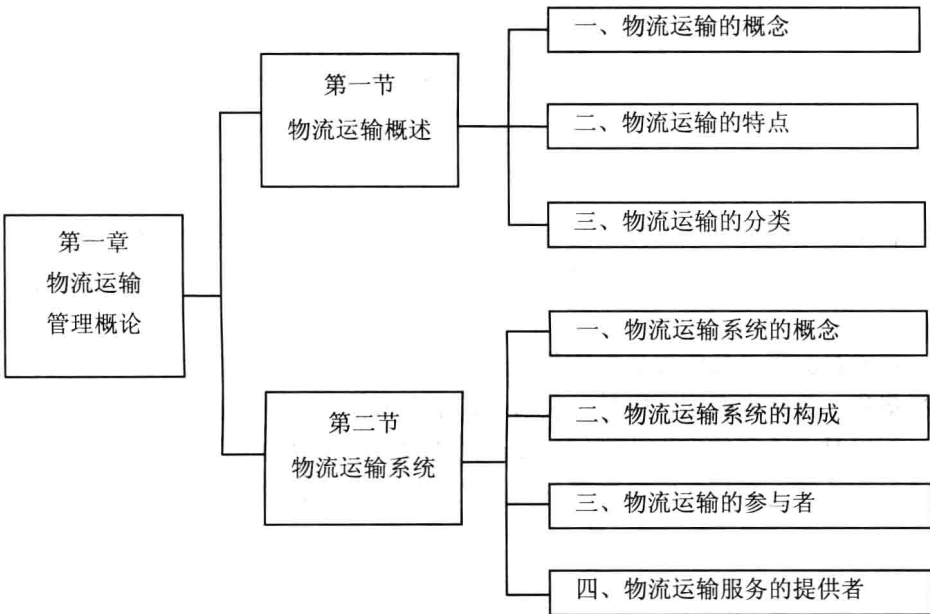 第一章
物流运输
管理概论
第一节
物流运输概述
一、物流运输的概念
二、物流运输的特点
三、物流运输的分类
第二节
物流运输系统
一、物流运输系统的概念
二、物流运输系统的构成
三、物流运输的参与者
四、物流运输服务的提供者